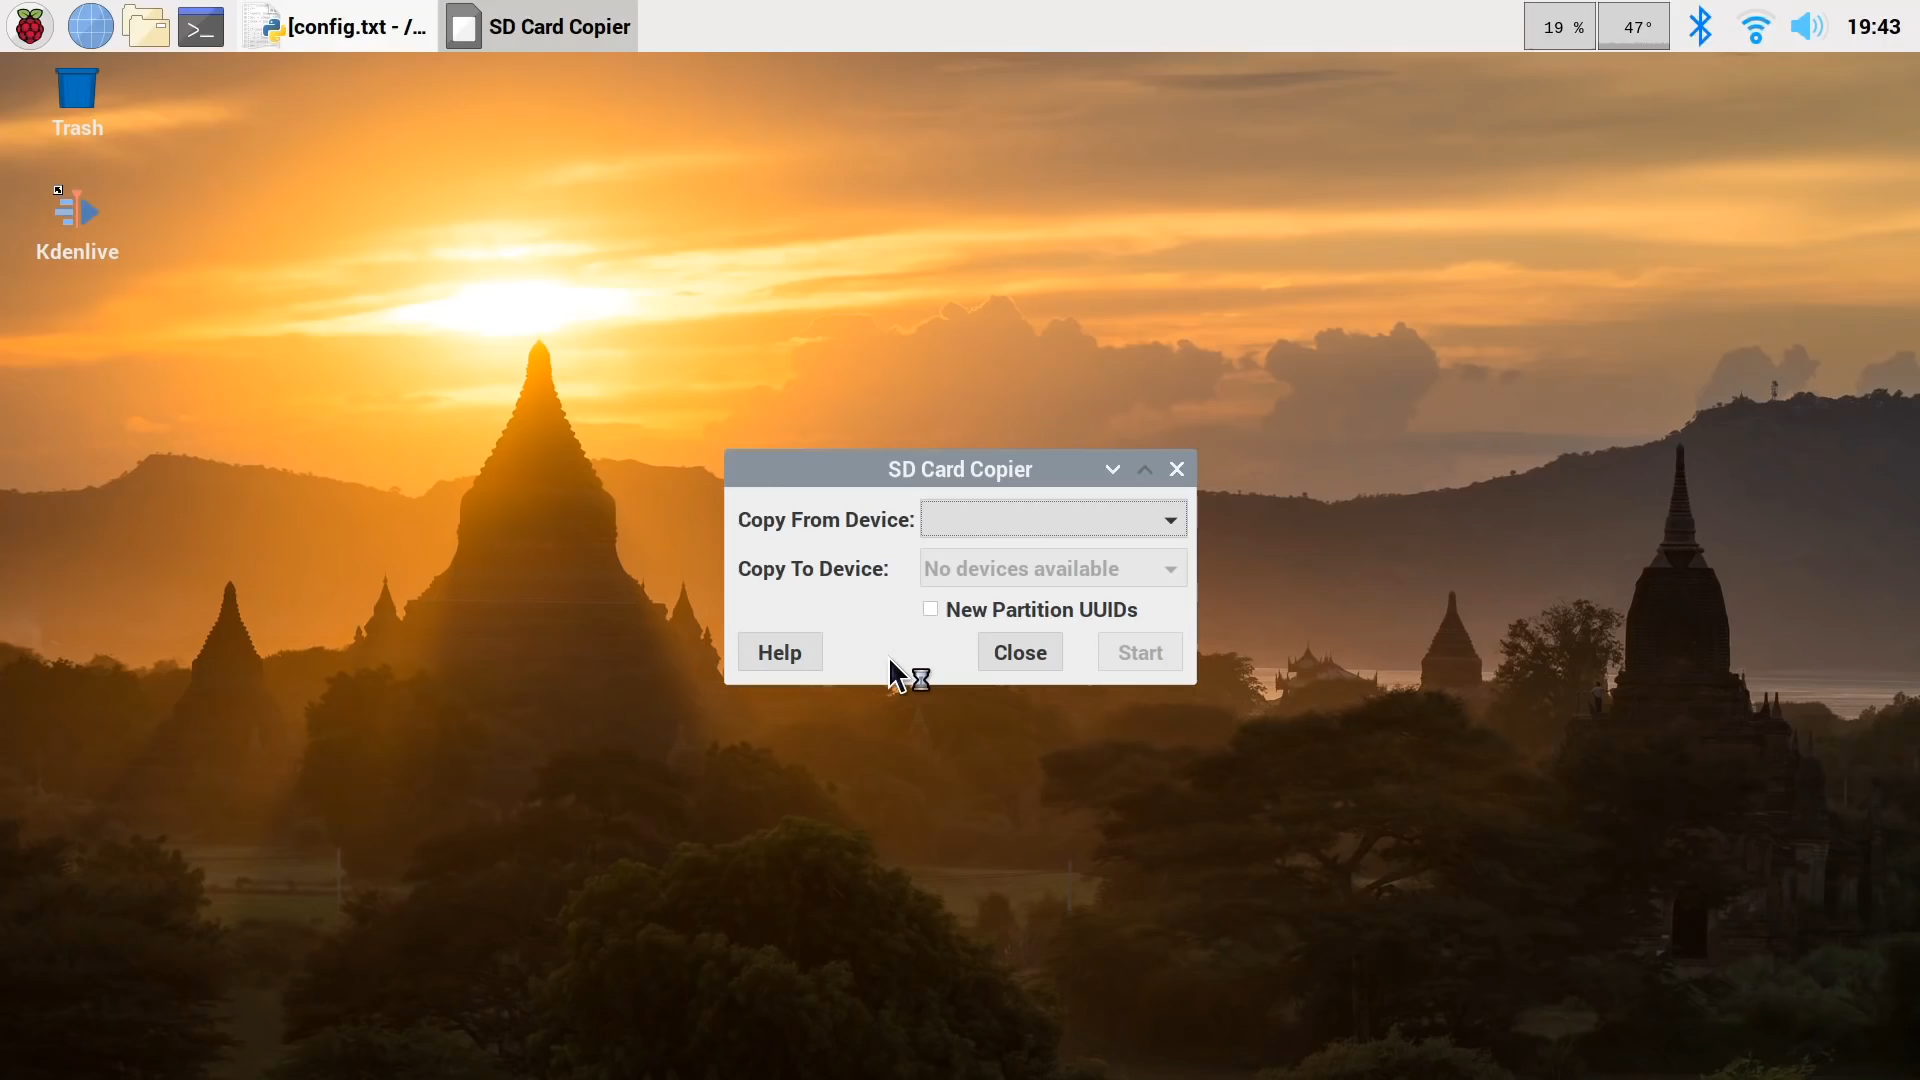 [config.txt - /...
SD Card Copier
19 %
47°
19:43
Trash
Kdenlive
SD Card Copier
Copy From Device:
Copy To Device:
No devices available
New Partition UUIDs
Help
Close
Start